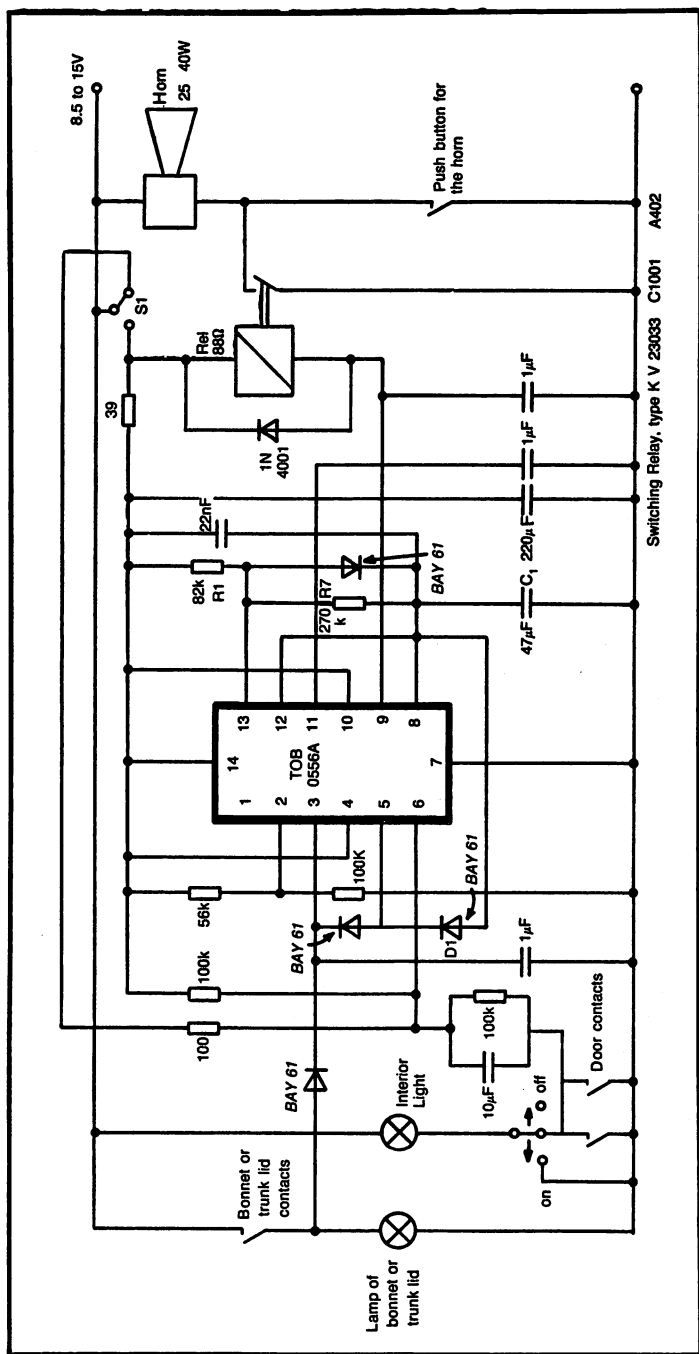 8.5 to 15V
Horn
25 40W
Push button for
the horn
A402
S1
C1001
Rel
88Ω
39
1N
4001
1µF
1µF
Switching Relay, type K V 23033
22nF
220µF
82k
R1
270
k
R7
BAY 61
C1
47µF
14
13
12
11
10
9
8
TOB
0556A
1
2
3
4
5
6
7
56k
100K
BAY 61
BAY 61
D1
1µF
100k
100
BAY 61
100k
10µF
Door contacts
Interior
Light
off
on
Bonnet or
trunk lid
contacts
Lamp of
bonnet or
trunk lid